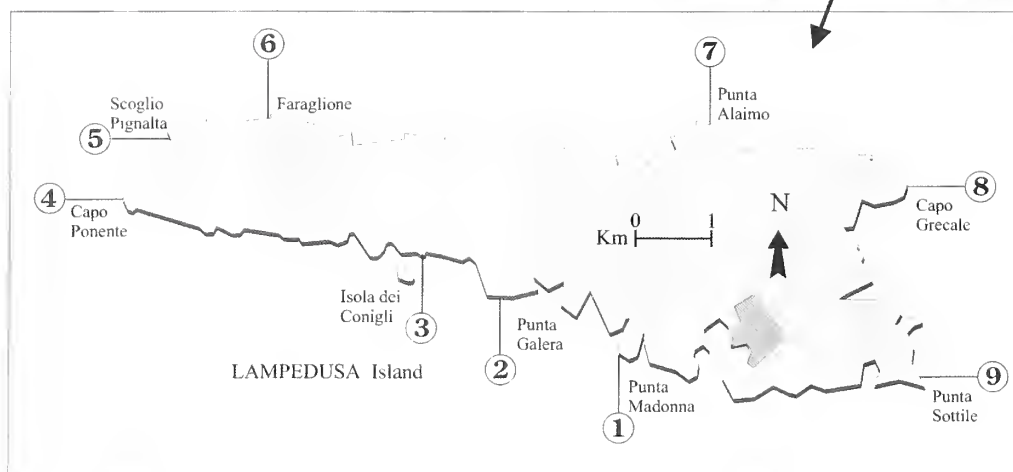 6
Faraglione
7
Punta
Alaimo
Scoglio
Pignalta
5
4
Capo
Ponente
8
Capo
Grecale
N
0 1
Km
Isola dei
Conigli
3
Punta
Galera
2
LAMPEDUSA Island
Punta
Madonna
1
9
Punta
Sottile